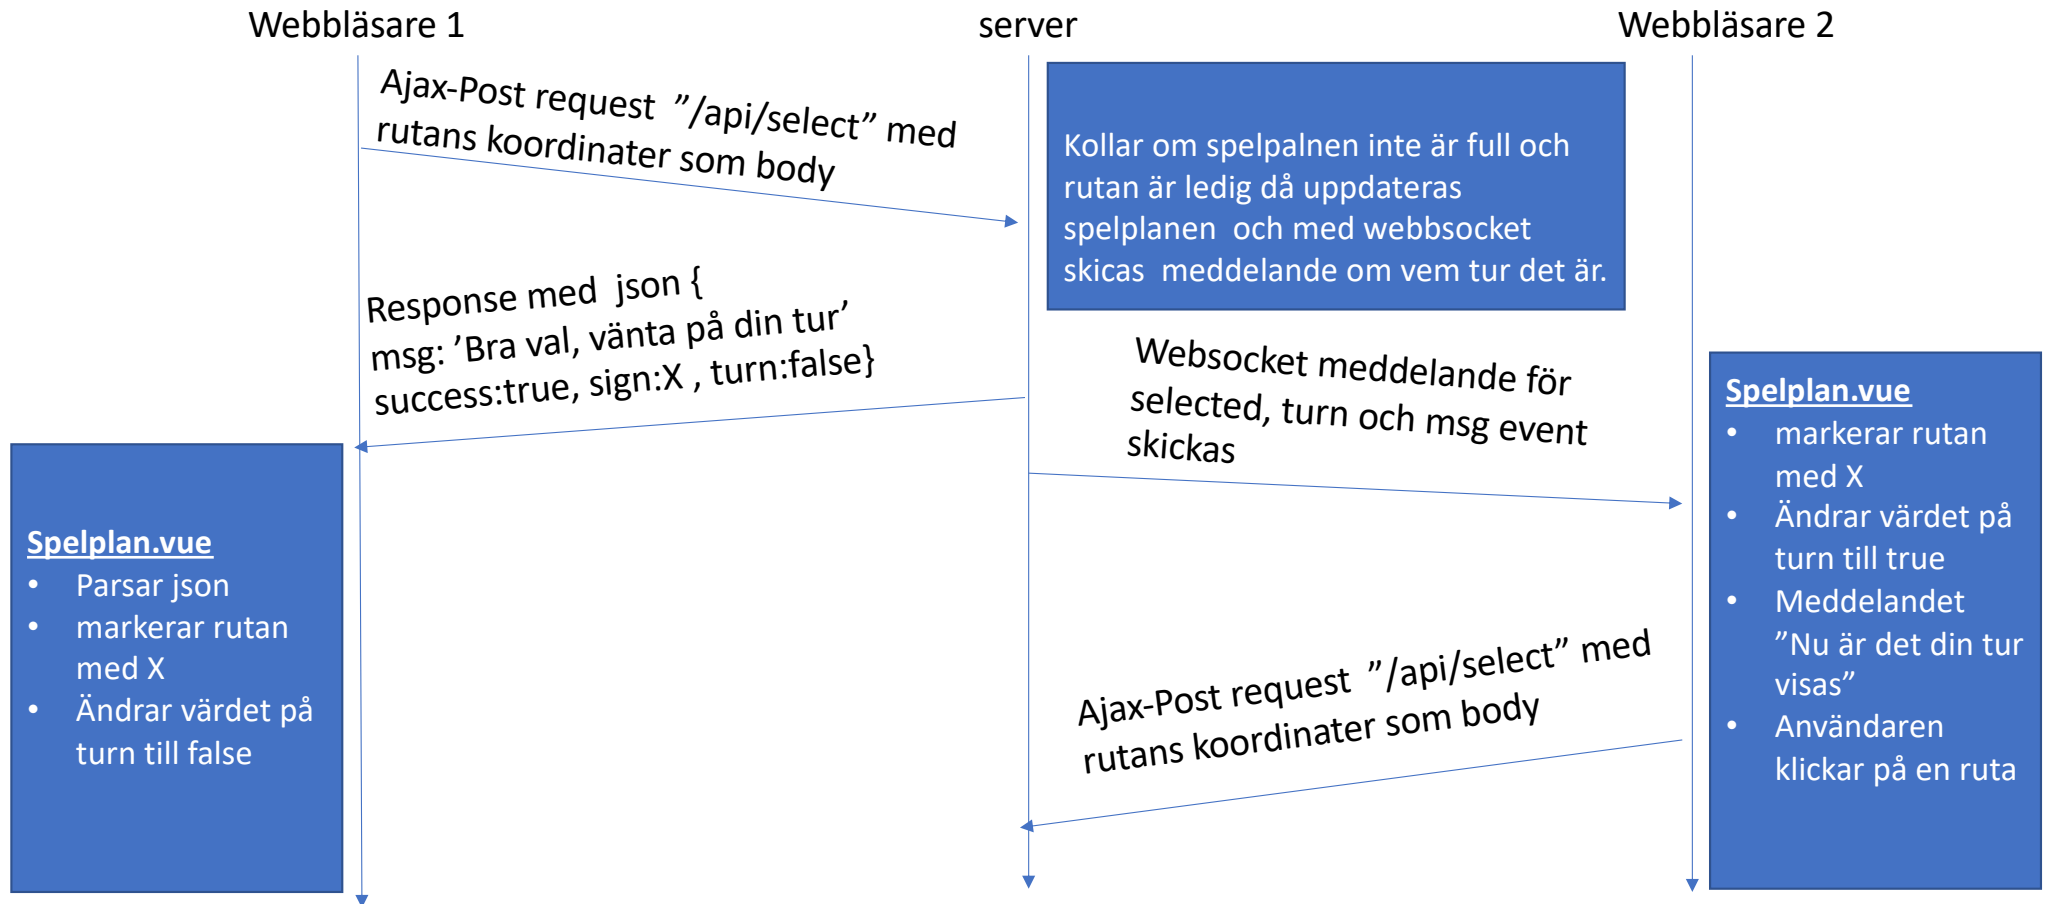 Webbläsare 1
server
Webbläsare 2
Ajax-Post request ”/api/select” med
rutans koordinater som body
Kollar om spelpalnen inte är full och
rutan är ledig då uppdateras
spelplanen och med webbsocket
skicas meddelande om vem tur det är.
Response med json {
msg: ’Bra val, vänta på din tur’
success:true, sign:X , turn:false}
Websocket meddelande för
selected, turn och msg event
skickas
Spelplan.vue
• Parsar json
• markerar rutan
med X
• Ändrar värdet på
turn till false
Spelplan.vue
• markerar rutan
med X
• Ändrar värdet på
turn till true
• Meddelandet
”Nu är det din tur
visas”
• Användaren
klickar på en ruta
Ajax-Post request ”/api/select” med
rutans koordinater som body